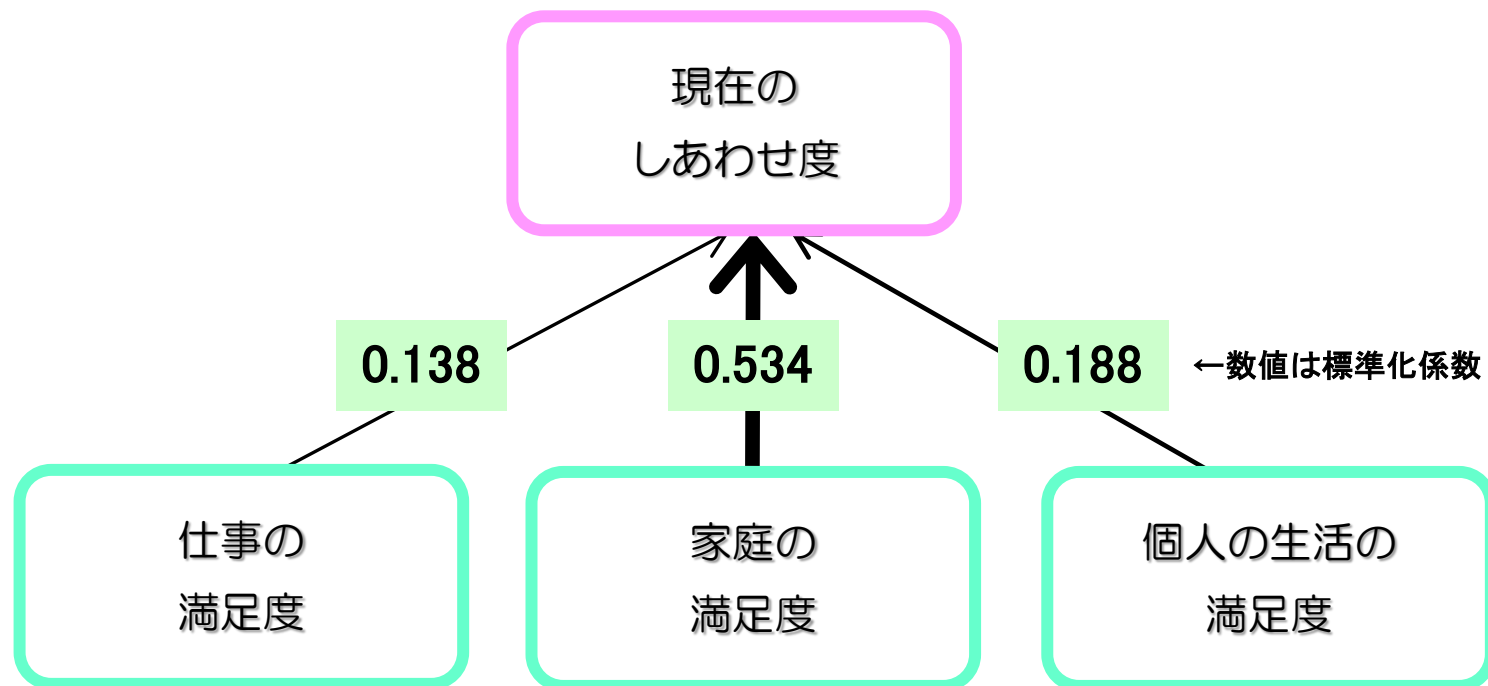 現在の
しあわせ度
0.138
0.534
0.188
←数値は標準化係数
仕事の
満足度
家庭の
満足度
個人の生活の
満足度